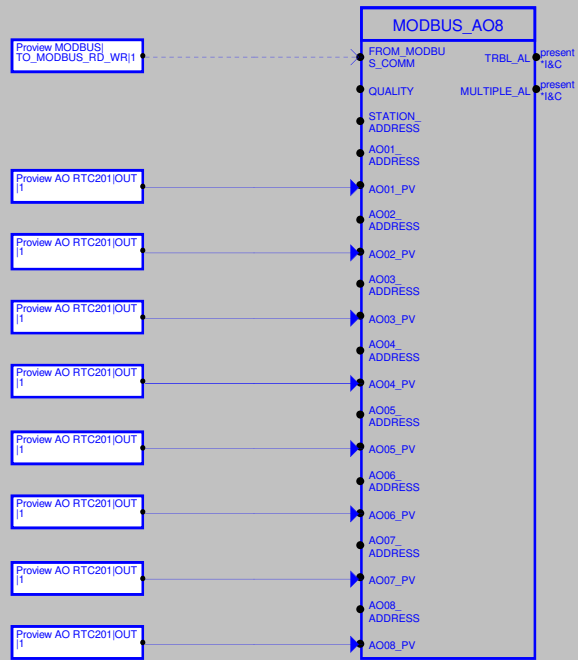 MODBUS_AO8
Proview MODBUS|
TO_MODBUS_RD_WR|1
FROM_MODBU
S_COMM
TRBL_AL
present
*I&C
QUALITY
MULTIPLE_AL
present
*I&C
STATION_
ADDRESS
AO01_
ADDRESS
Proview AO RTC201|OUT
|1
AO01_PV
AO02_
ADDRESS
Proview AO RTC201|OUT
|1
AO02_PV
AO03_
ADDRESS
Proview AO RTC201|OUT
|1
AO03_PV
AO04_
ADDRESS
Proview AO RTC201|OUT
|1
AO04_PV
AO05_
ADDRESS
Proview AO RTC201|OUT
|1
AO05_PV
AO06_
ADDRESS
Proview AO RTC201|OUT
|1
AO06_PV
AO07_
ADDRESS
Proview AO RTC201|OUT
|1
AO07_PV
AO08_
ADDRESS
Proview AO RTC201|OUT
|1
AO08_PV